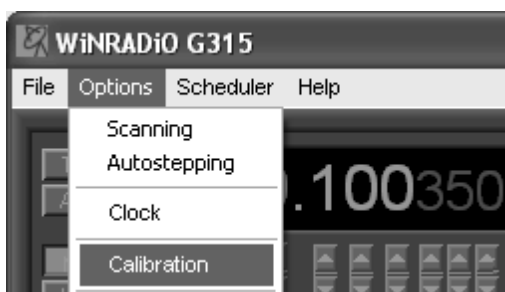 WiNRADiO G315
File Options Scheduler Help
Scanning
Autostepping
.100350
Clock
Calibration